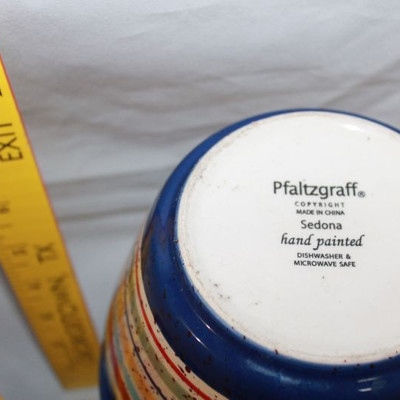 Pfaltzgraff®
COPYRIGHT
MADE IN CHINA
Sedona
hand painted
DISHWASHER &
MICROWAVE SAFE
EXIT